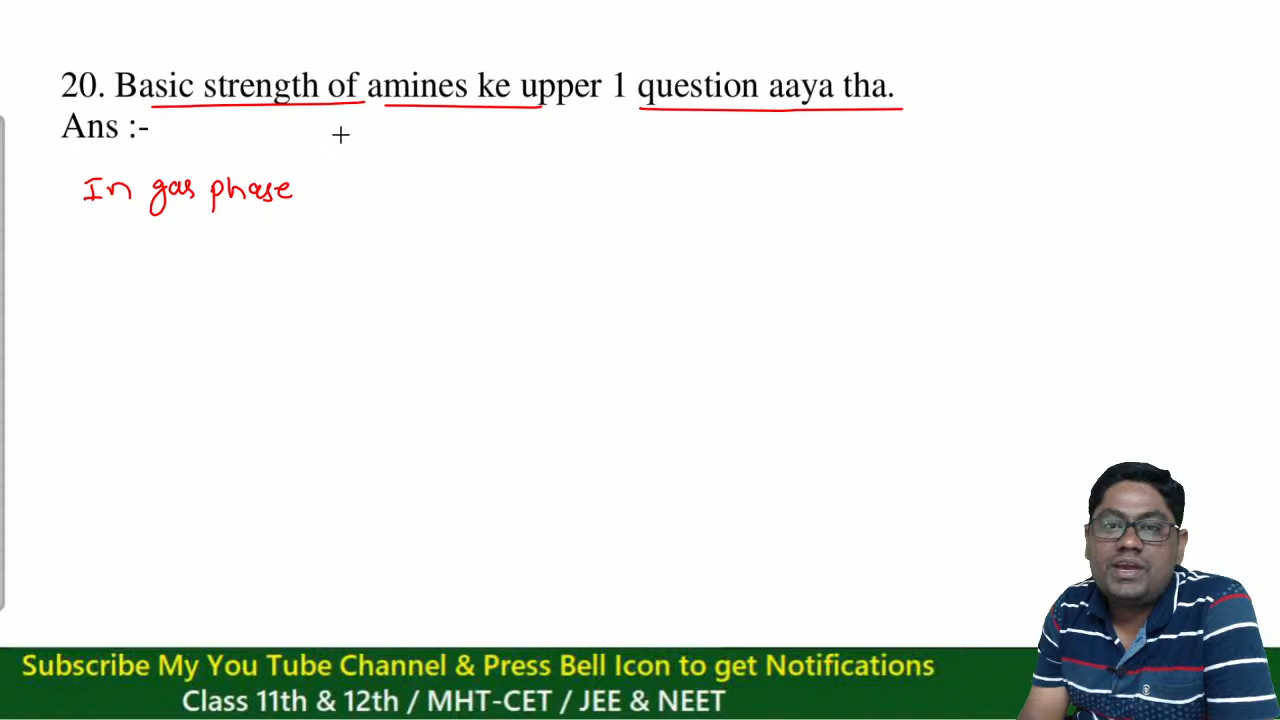 20. Basic strength of amines ke upper 1 question aaya tha.
Ans :-
In gas phase
Subscribe My You Tube Channel & Press Bell Icon to get Notifications
Class 11th & 12th / MHT-CET / JEE & NEET